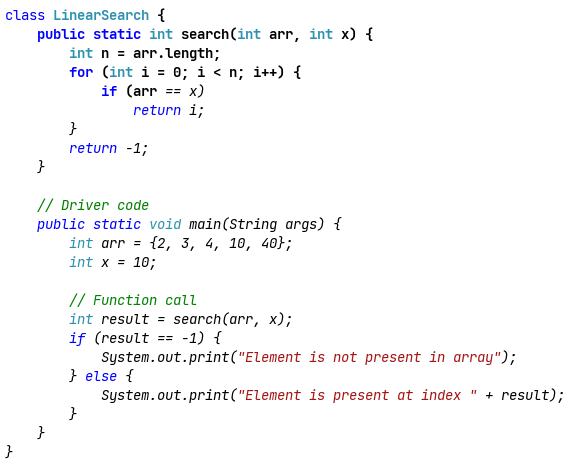 class LinearSearch {
    public static int search(int arr, int x) {
        int n = arr.length;
        for (int i = 0; i < n; i++) {
            if (arr == x)
                return i;
        }
        return -1;
    }

    // Driver code
    public static void main(String args) {
        int arr = {2, 3, 4, 10, 40};
        int x = 10;

        // Function call
        int result = search(arr, x);
        if (result == -1) {
            System.out.print("Element is not present in array");
        } else {
            System.out.print("Element is present at index " + result);
        }
    }
}